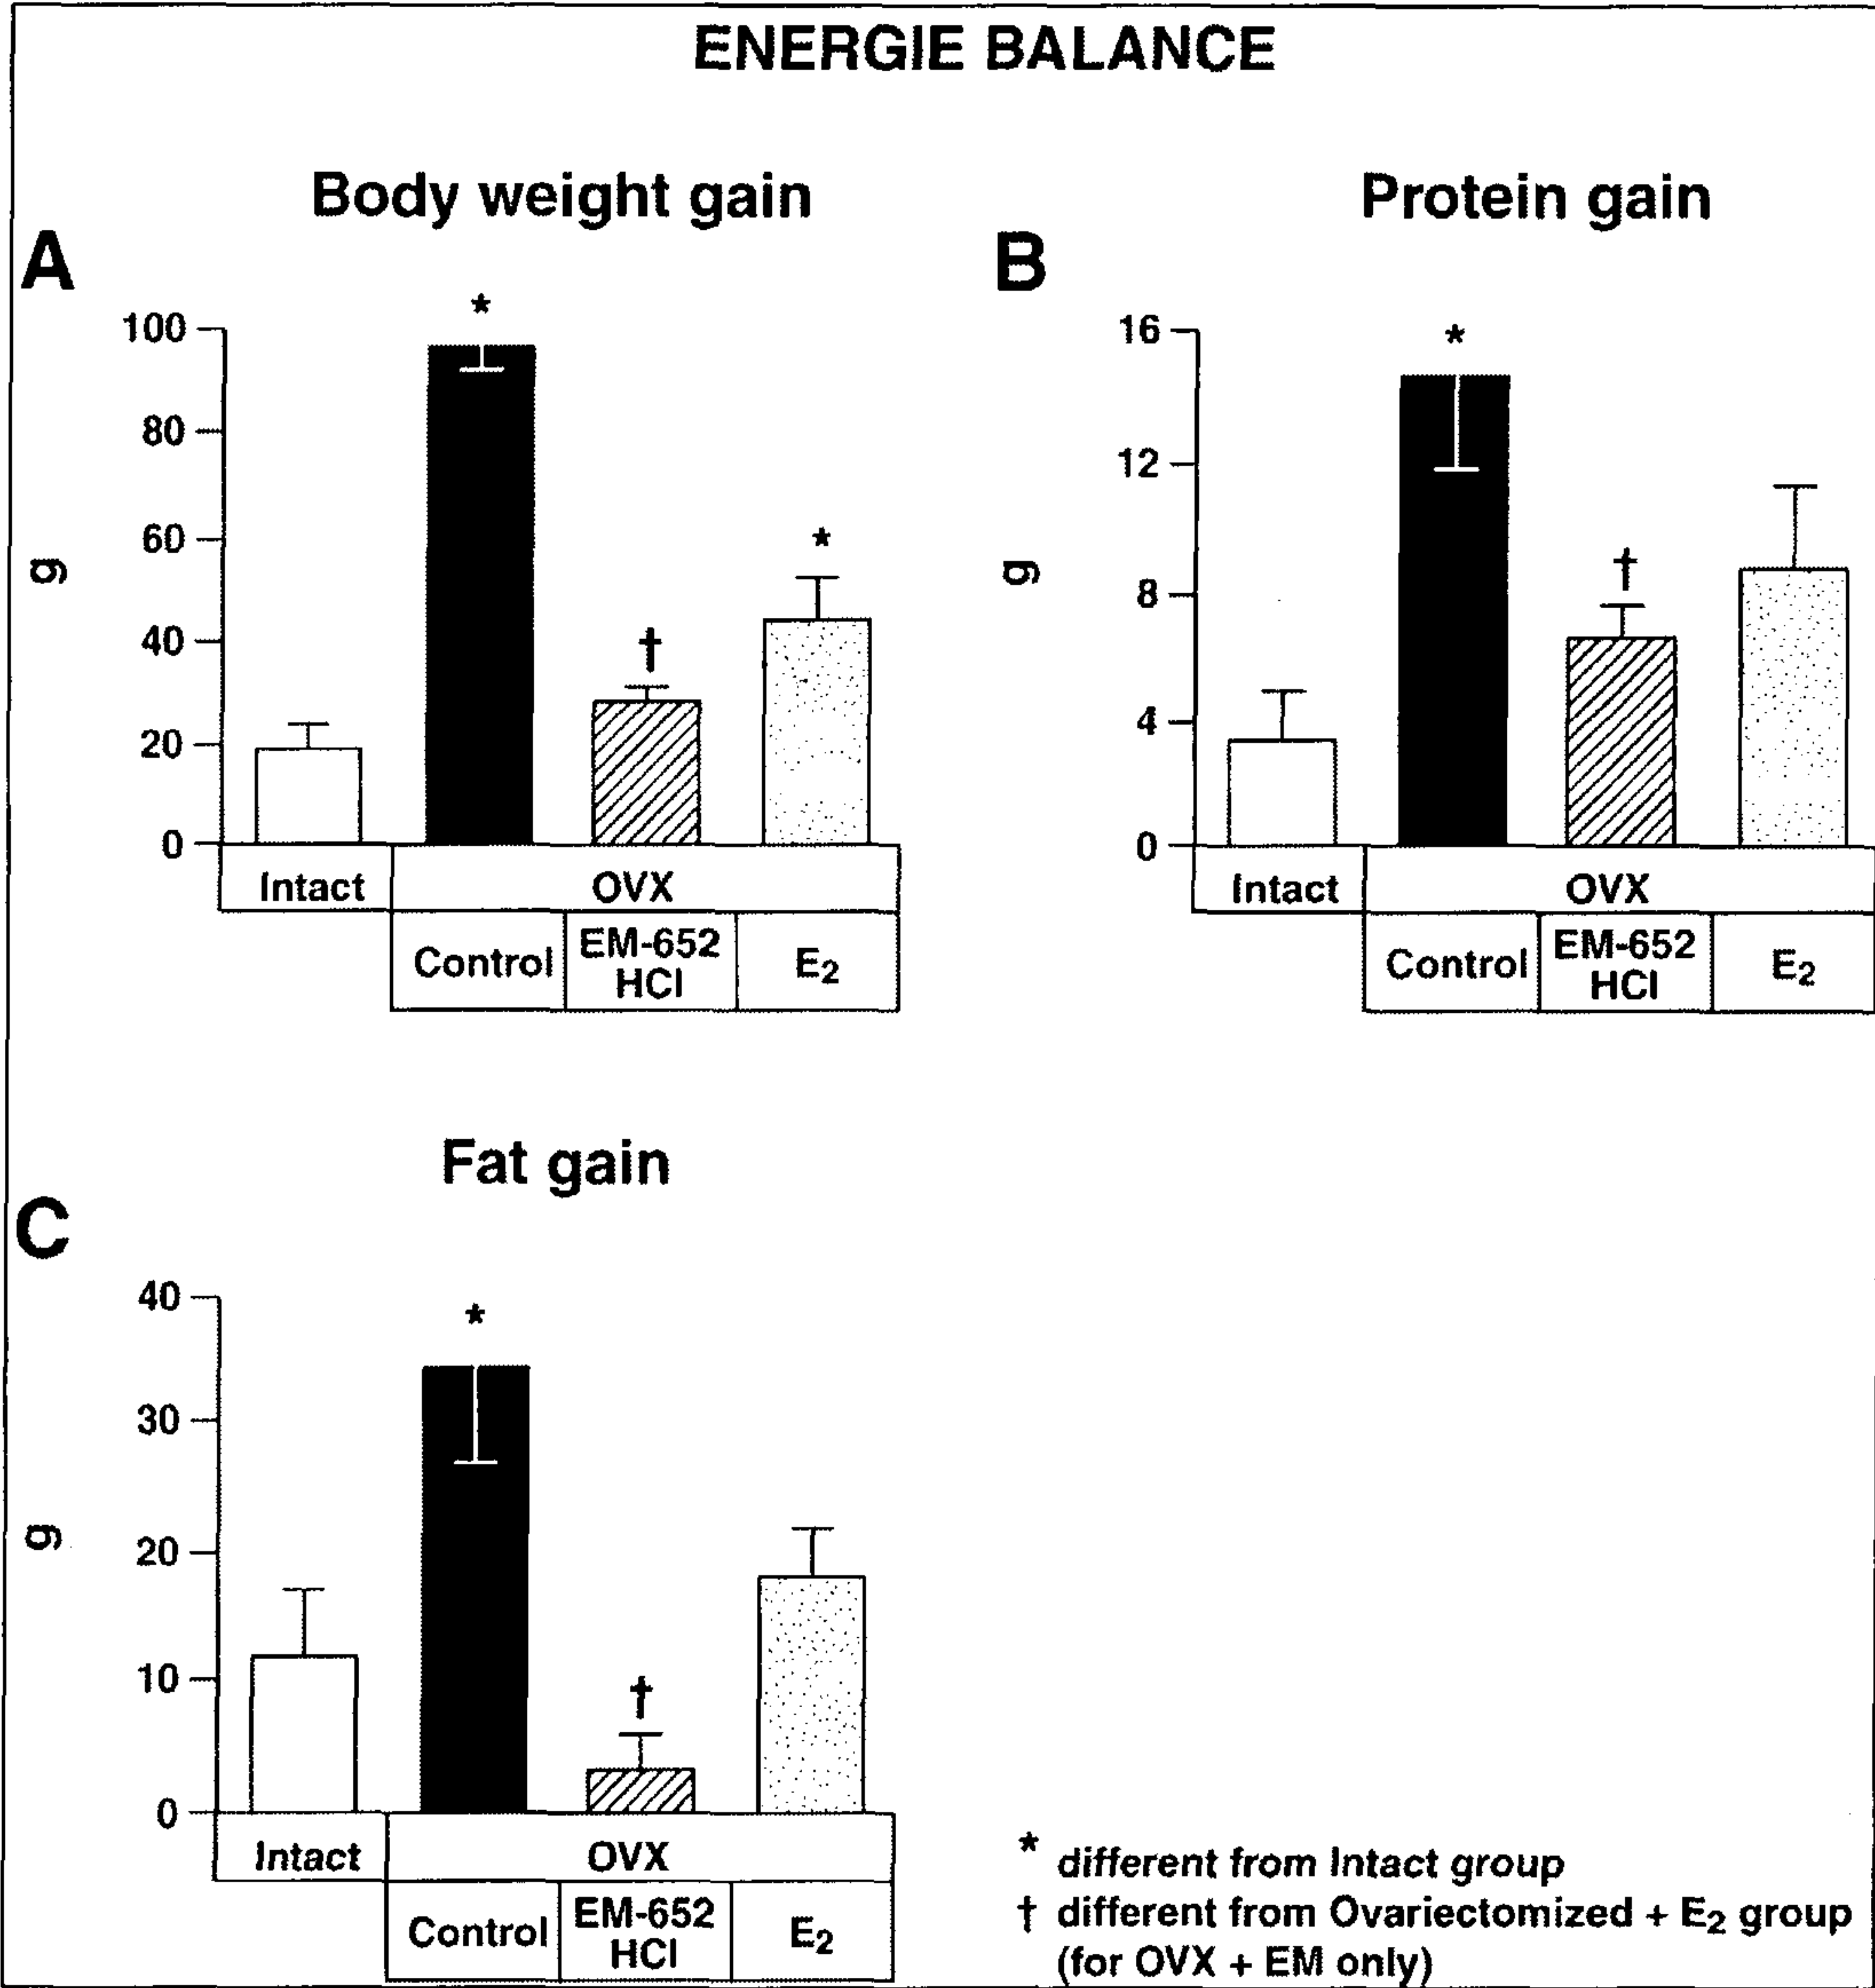 ENERGIE BALANCE
Body weight gain
A
100
80
60
40
20
0
g
*
†
*
Intact
OVX
Control
EM-652
HCl
E₂
Protein gain
B
16
12
8
4
0
g
*
†
Intact
OVX
Control
EM-652
HCl
E₂
Fat gain
C
40
30
20
10
0
g
*
†
Intact
OVX
Control
EM-652
HCl
E₂
* different from Intact group
† different from Ovariectomized + E₂ group
(for OVX + EM only)